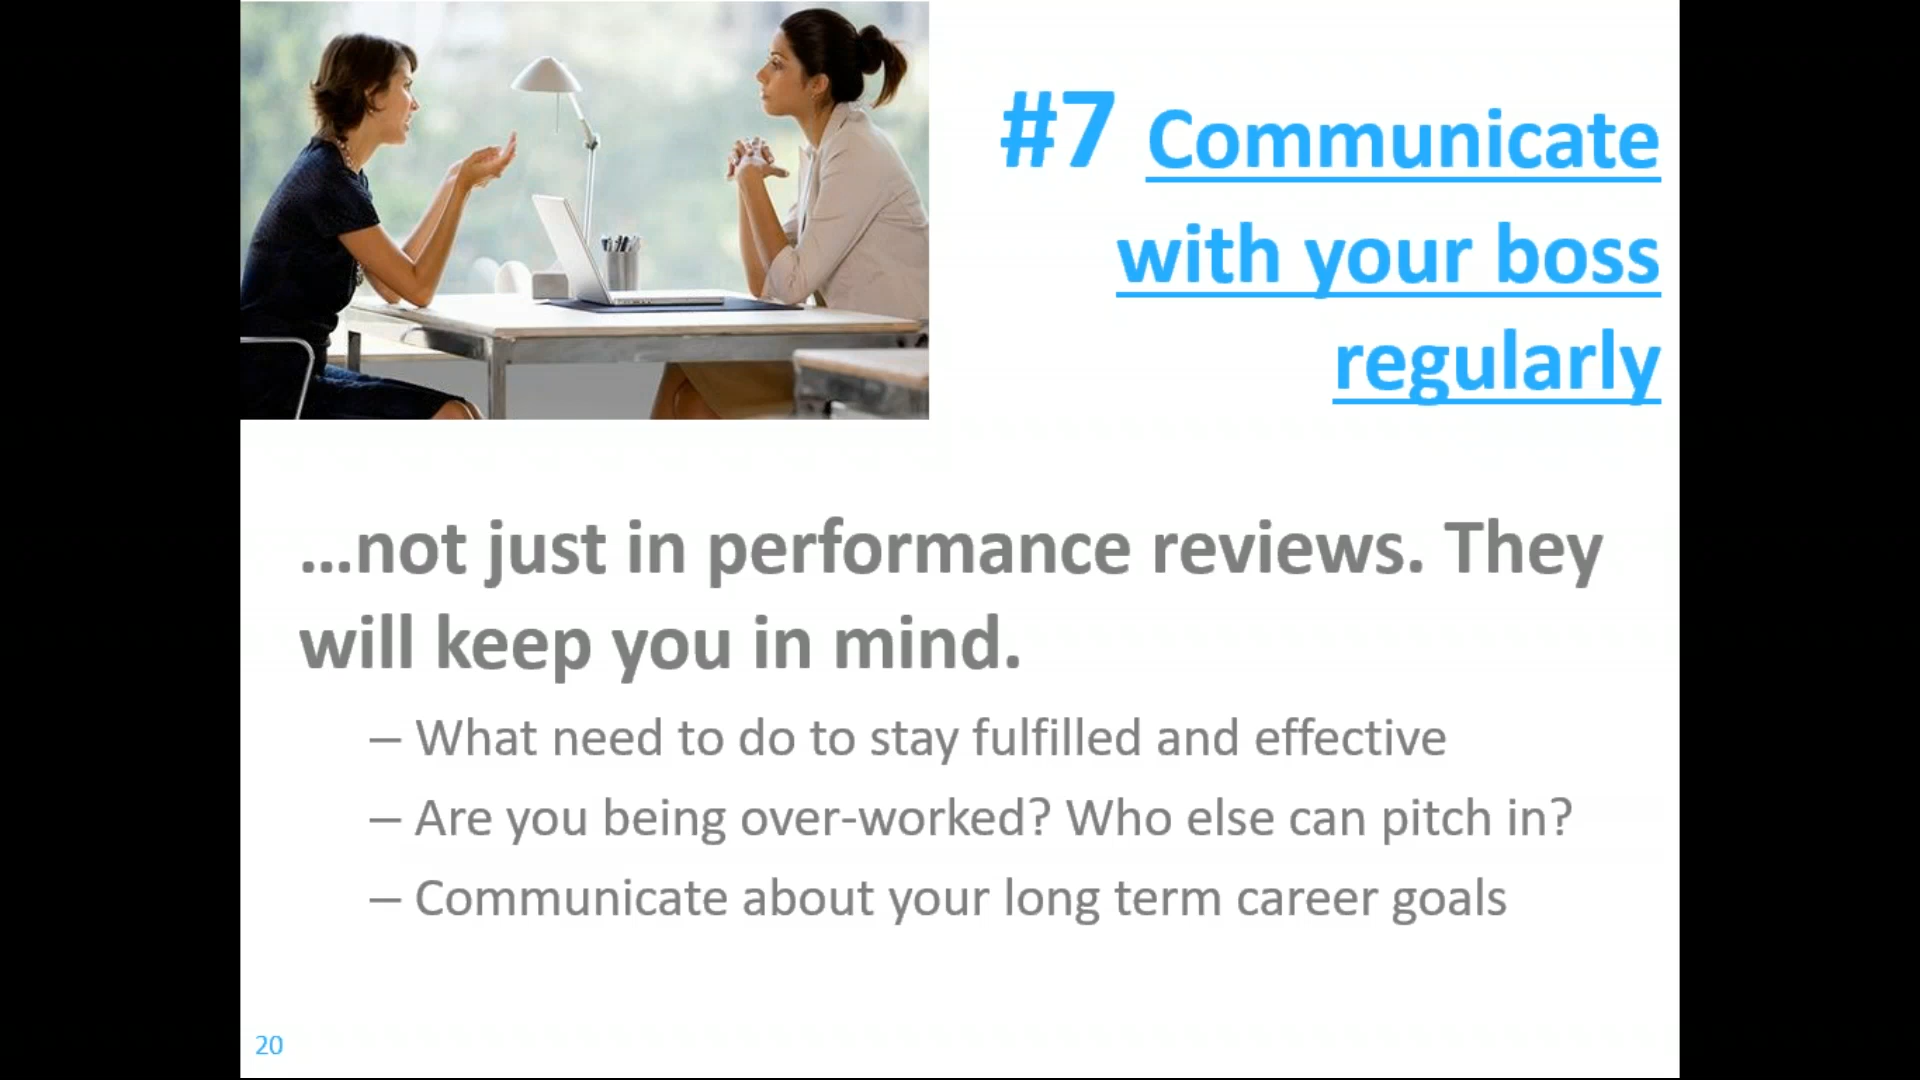 #7 Communicate
with your boss
regularly
...not just in performance reviews. They
will keep you in mind.
– What need to do to stay fulfilled and effective
– Are you being over-worked? Who else can pitch in?
– Communicate about your long term career goals
20